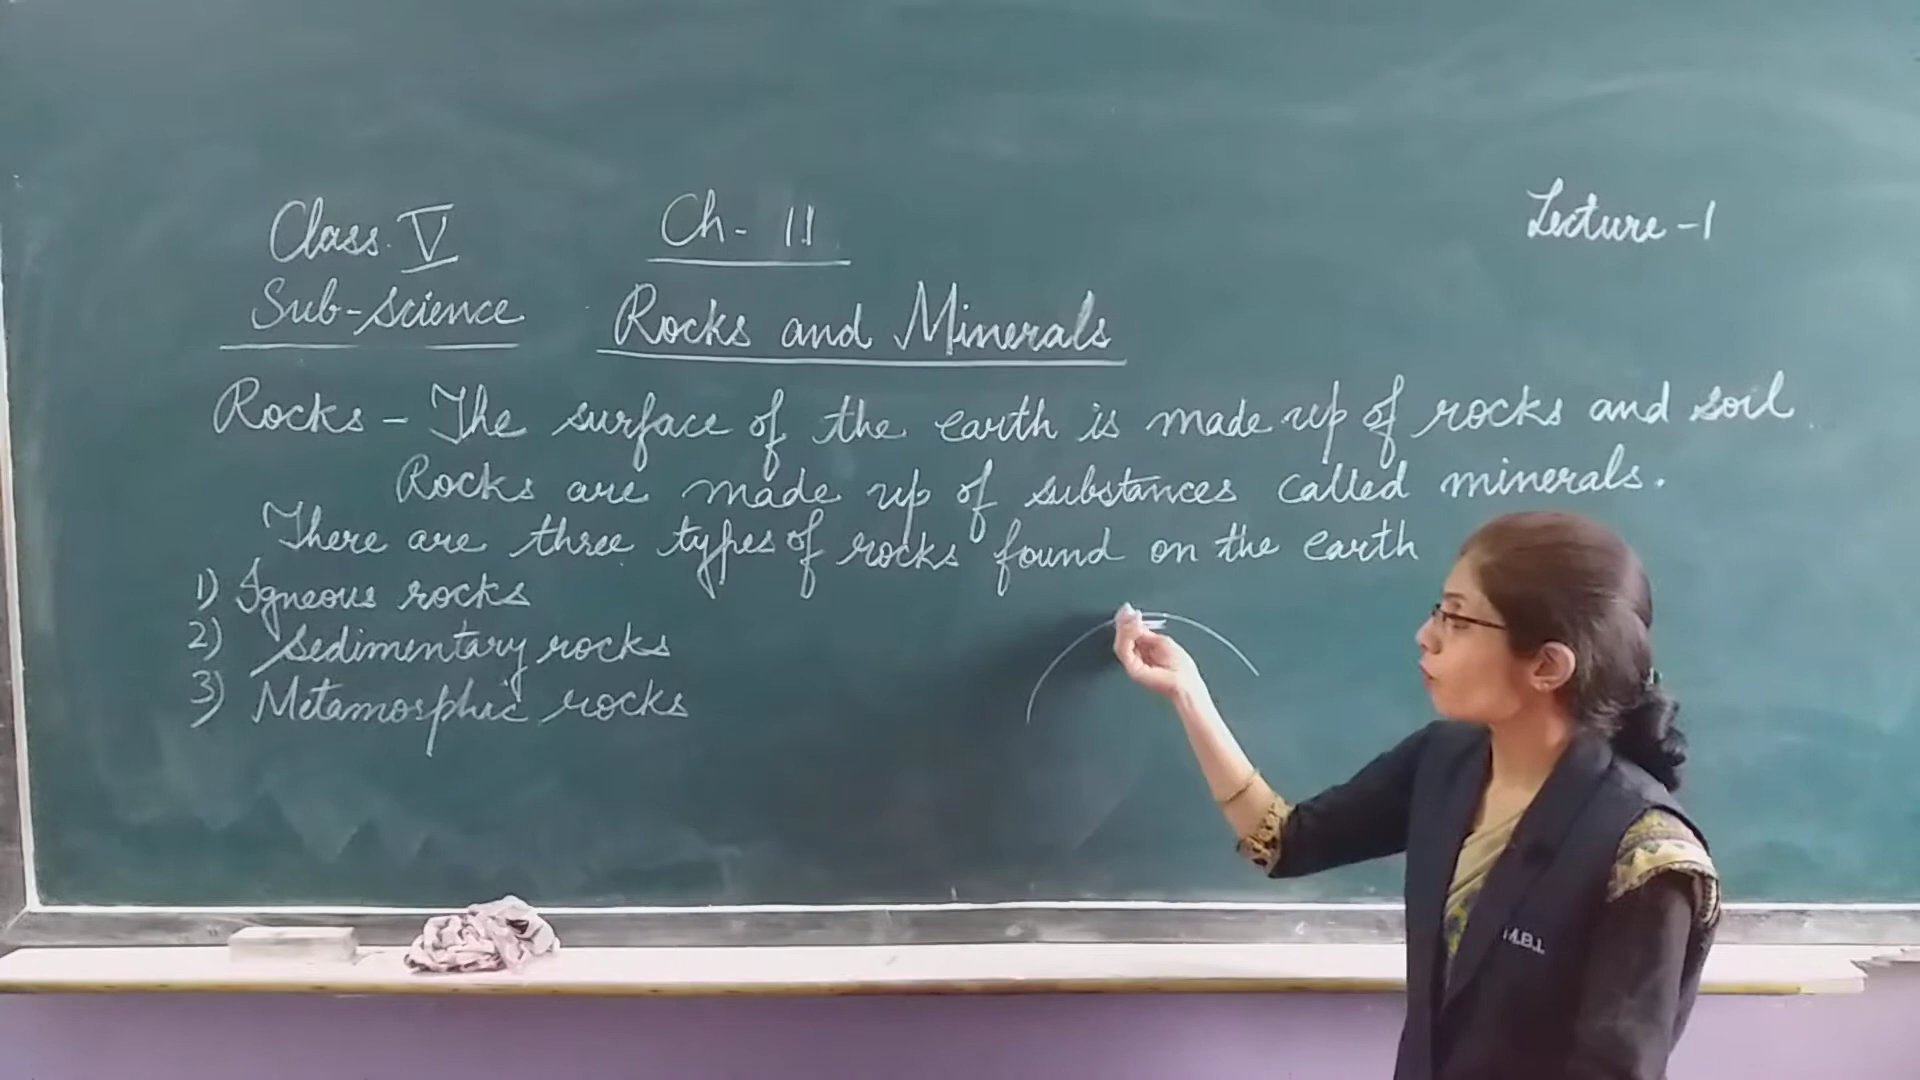 Class. V
Ch- 11
Lecture -1
Sub-science
Rocks and Minerals
Rocks - The surface of the earth is made up of rocks and soil.
Rocks are made up of substances called minerals.
There are three types of rocks found on the earth
1) Igneous rocks
2) Sedimentary rocks
3) Metamorphic rocks
M.B.I.